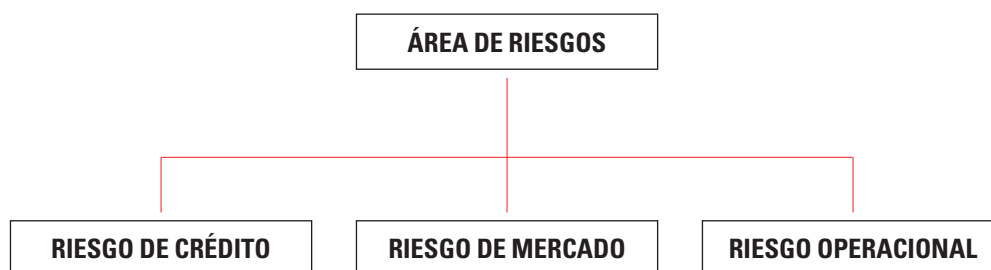 ÁREA DE RIESGOS
RIESGO DE CRÉDITO
RIESGO DE MERCADO
RIESGO OPERACIONAL